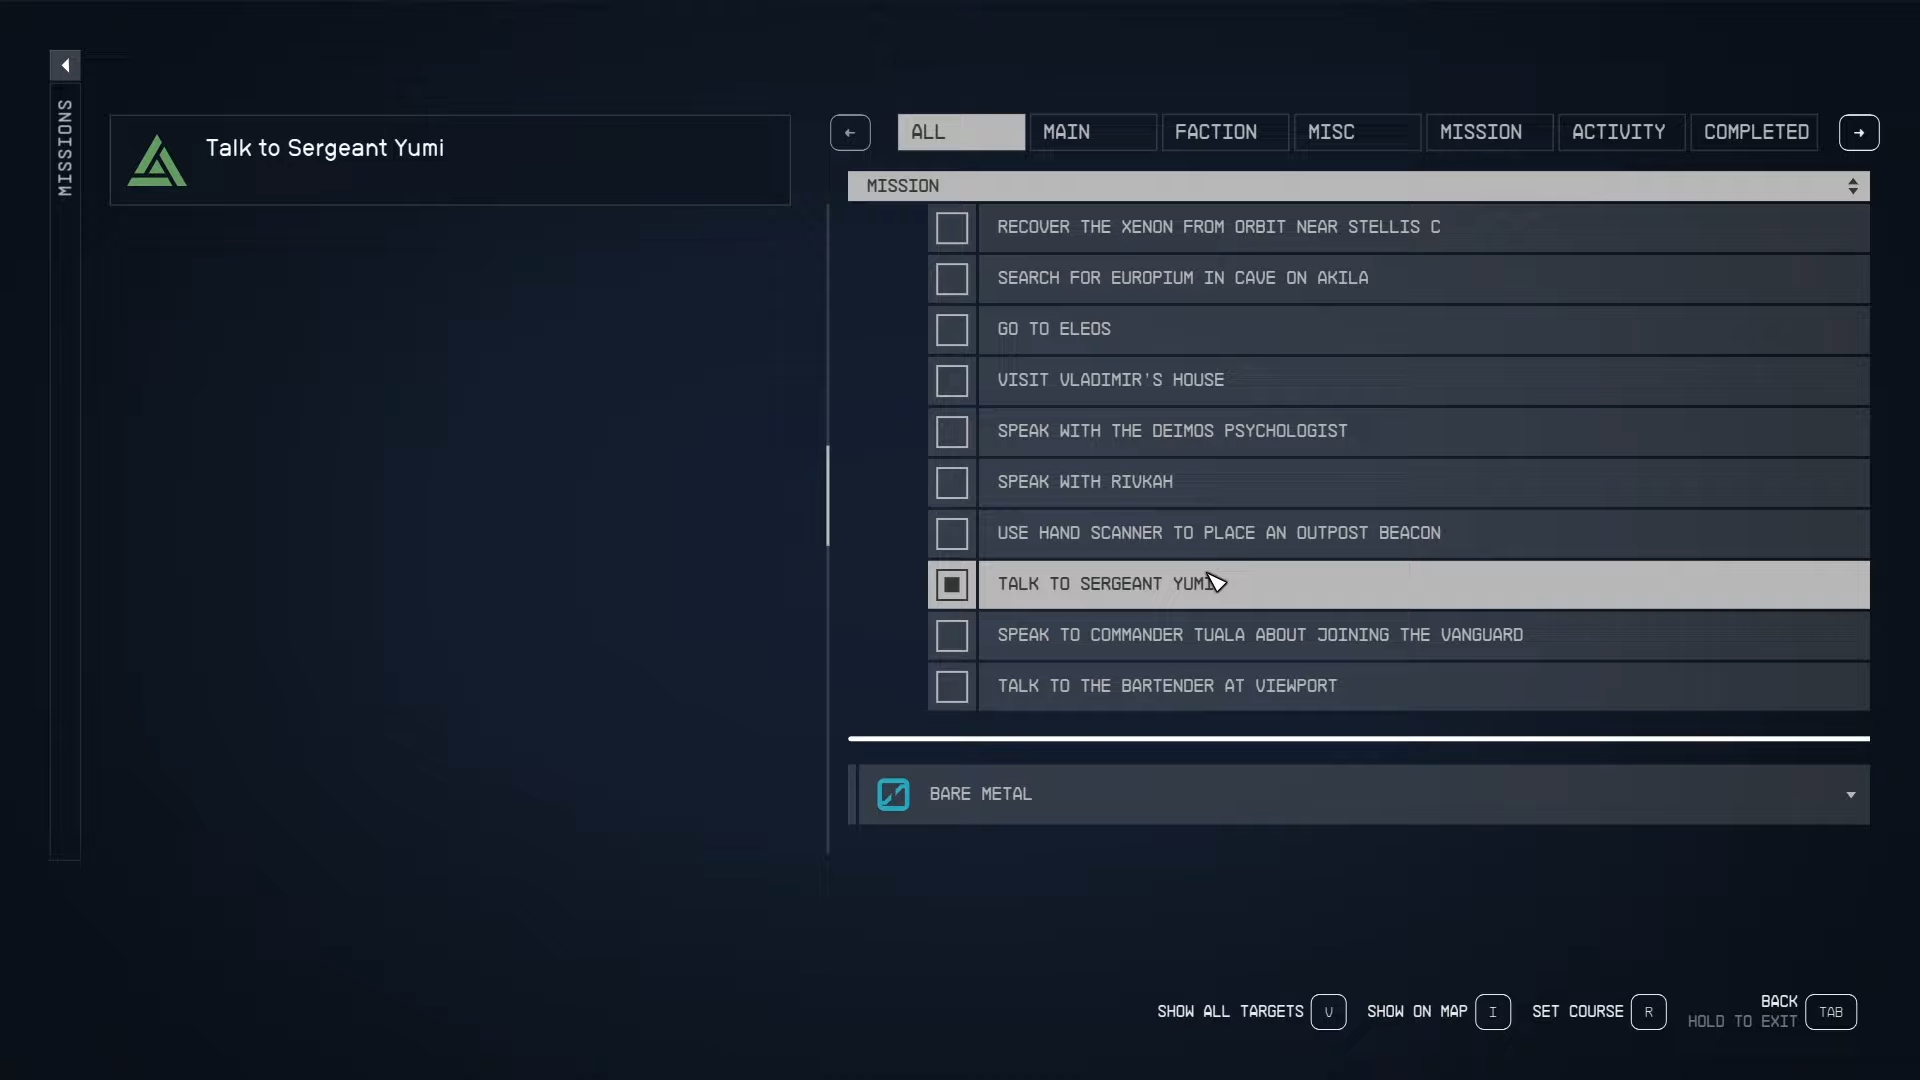 MISSIONS
Talk to Sergeant Yumi
ALL
MAIN
FACTION
MISC
MISSION
ACTIVITY
COMPLETED
MISSION
RECOVER THE XENON FROM ORBIT NEAR STELLIS C
SEARCH FOR EUROPIUM IN CAVE ON AKILA
GO TO ELEOS
VISIT VLADIMIR'S HOUSE
SPEAK WITH THE DEIMOS PSYCHOLOGIST
SPEAK WITH RIVKAH
USE HAND SCANNER TO PLACE AN OUTPOST BEACON
TALK TO SERGEANT YUMI
SPEAK TO COMMANDER TUALA ABOUT JOINING THE VANGUARD
TALK TO THE BARTENDER AT VIEWPORT
BARE METAL
SHOW ALL TARGETS V
SHOW ON MAP I
SET COURSE R
BACK
HOLD TO EXIT
TAB